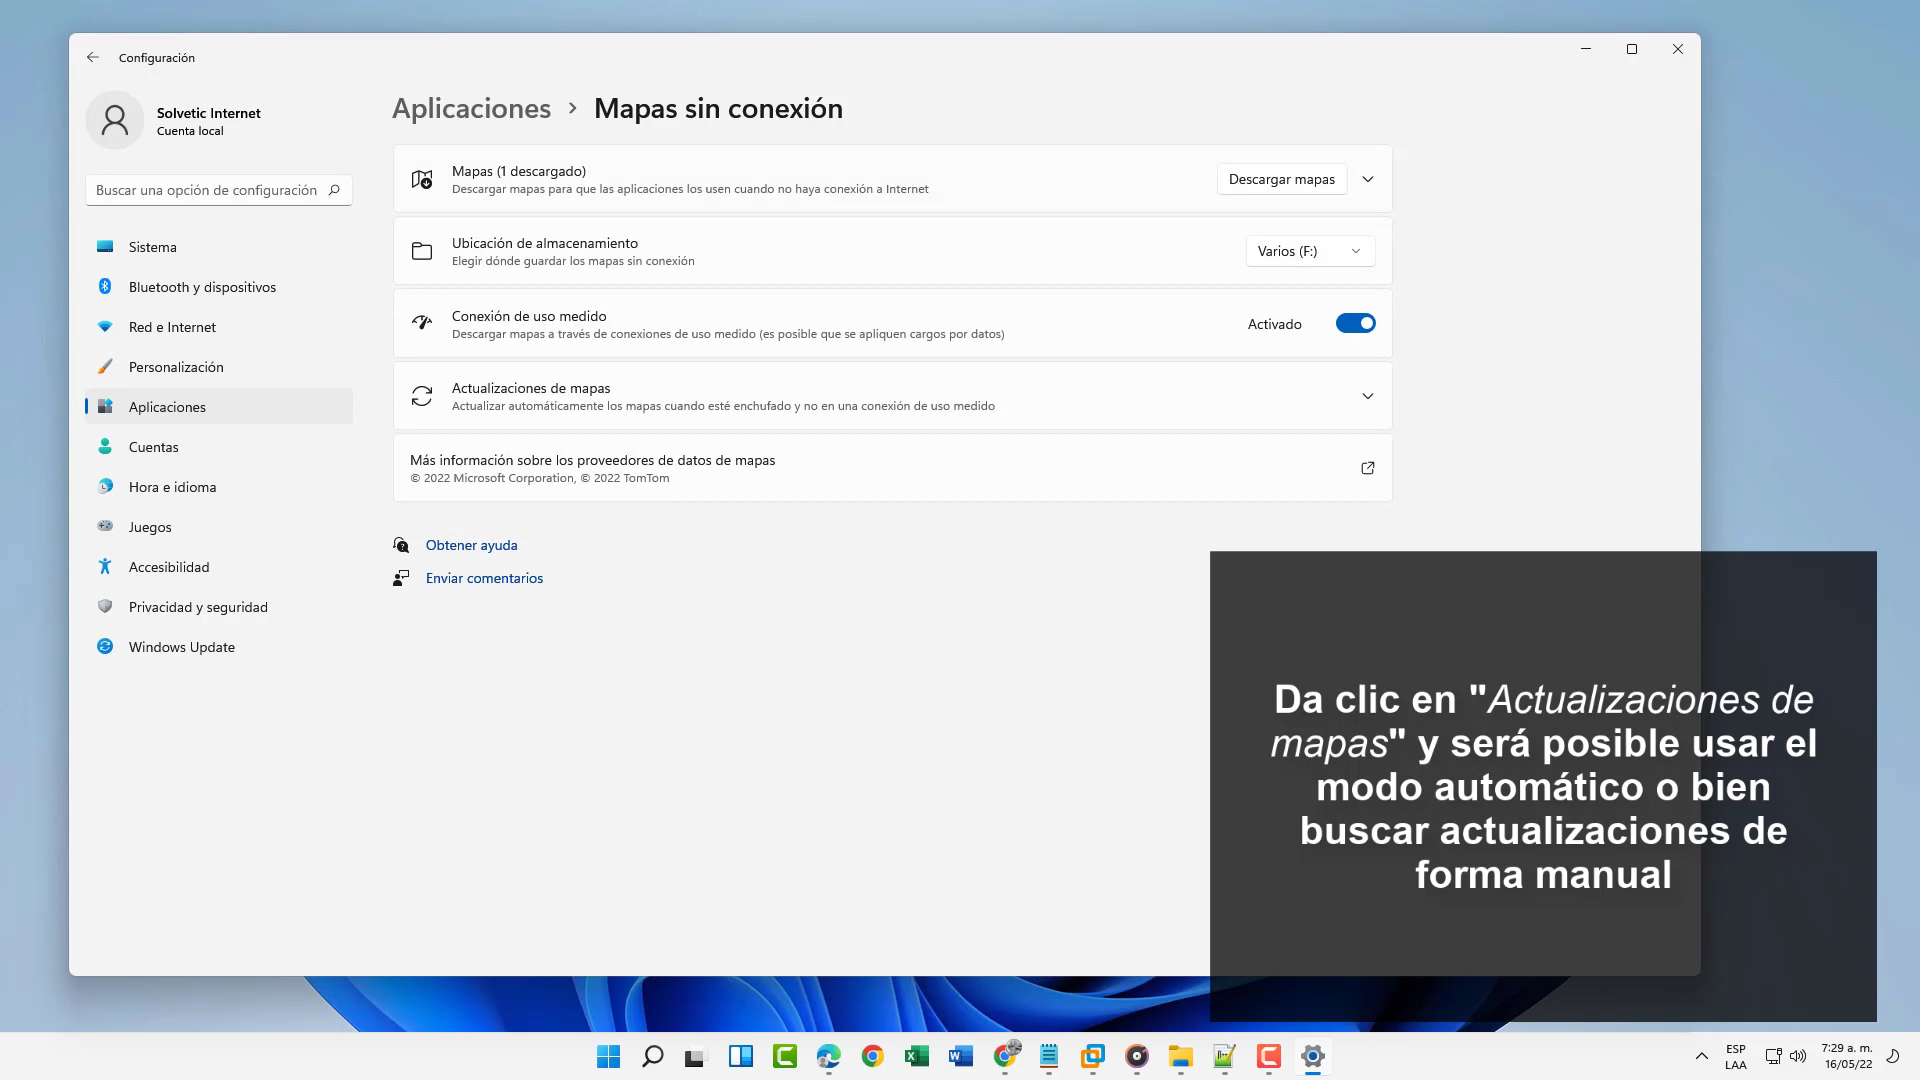 Configuración
Solvetic Internet
Cuenta local
Buscar una opción de configuración
Sistema
Bluetooth y dispositivos
Red e Internet
Personalización
Aplicaciones
Cuentas
Hora e idioma
Juegos
Accesibilidad
Privacidad y seguridad
Windows Update
Aplicaciones > Mapas sin conexión
Mapas (1 descargado)
Descargar mapas para que las aplicaciones los usen cuando no haya conexión a Internet
Descargar mapas
Ubicación de almacenamiento
Elegir dónde guardar los mapas sin conexión
Varios (F:)
Conexión de uso medido
Descargar mapas a través de conexiones de uso medido (es posible que se apliquen cargos por datos)
Activado
Actualizaciones de mapas
Actualizar automáticamente los mapas cuando esté enchufado y no en una conexión de uso medido
Más información sobre los proveedores de datos de mapas
© 2022 Microsoft Corporation, © 2022 TomTom
Obtener ayuda
Enviar comentarios
Da clic en "Actualizaciones de
mapas" y será posible usar el
modo automático o bien
buscar actualizaciones de
forma manual
ESP
LAA
7:29 a. m.
16/05/22